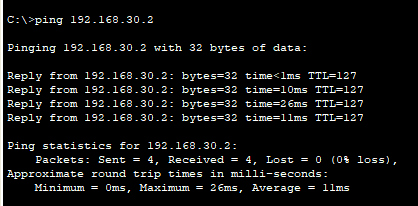 C:\>ping 192.168.30.2
Pinging 192.168.30.2 with 32 bytes of data:
Reply from 192.168.30.2: bytes=32 time<1ms TTL=127
Reply from 192.168.30.2: bytes=32 time=10ms TTL=127
Reply from 192.168.30.2: bytes=32 time=26ms TTL=127
Reply from 192.168.30.2: bytes=32 time=11ms TTL=127
Ping statistics for 192.168.30.2:
Packets: Sent = 4, Received = 4, Lost = 0 (0% loss),
Approximate round trip times in milli-seconds:
Minimum = 0ms, Maximum = 26ms, Average = 11ms